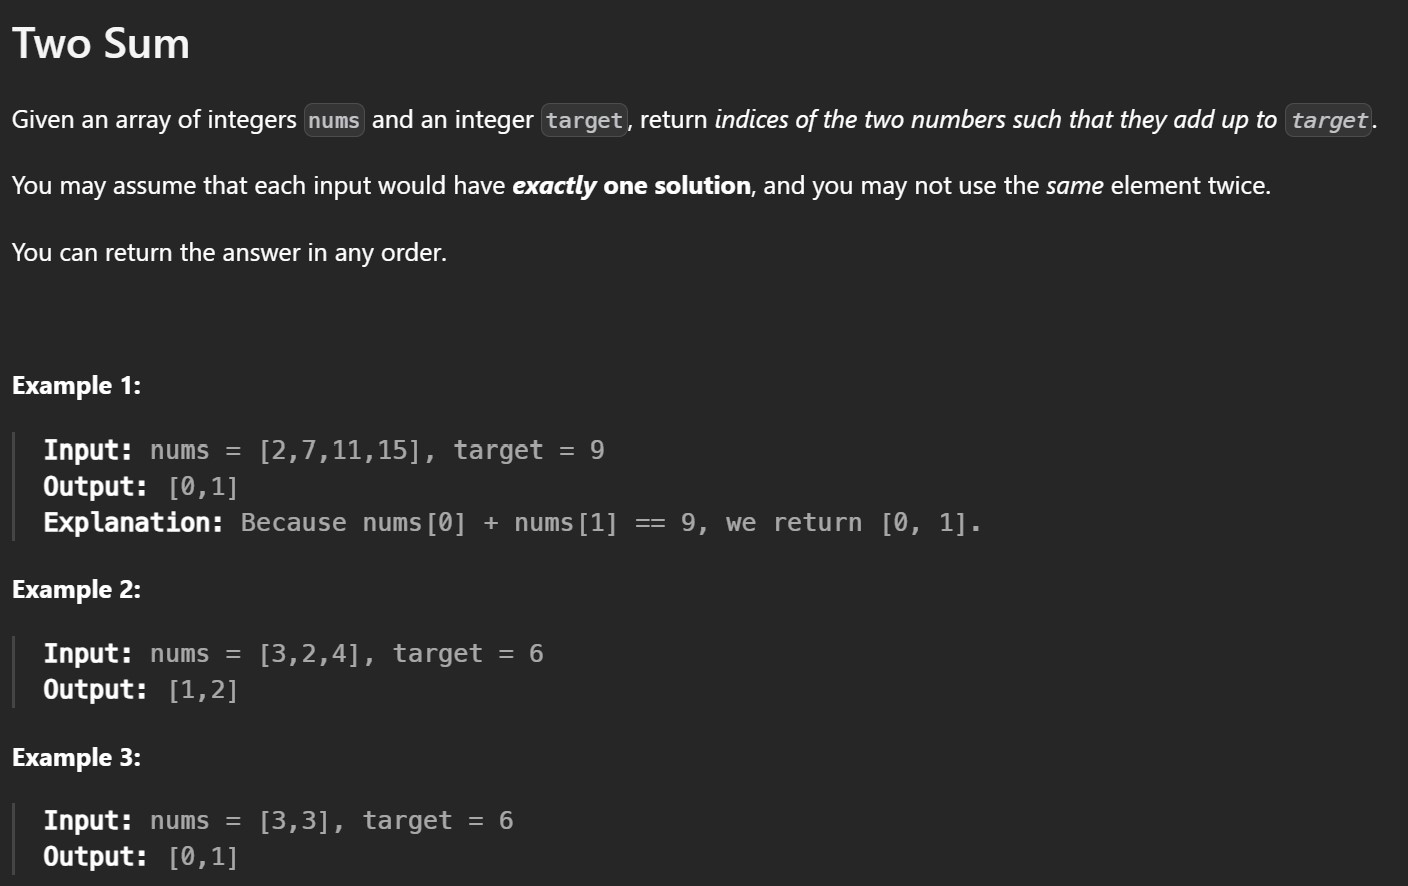 Two Sum
Given an array of integers nums and an integer target, return indices of the two numbers such that they add up to target.
You may assume that each input would have exactly one solution, and you may not use the same element twice.
You can return the answer in any order.
Example 1:
Input: nums = [2,7,11,15], target = 9
Output: [0,1]
Explanation: Because nums[0] + nums[1] == 9, we return [0, 1].
Example 2:
Input: nums = [3,2,4], target = 6
Output: [1,2]
Example 3:
Input: nums = [3,3], target = 6
Output: [0,1]